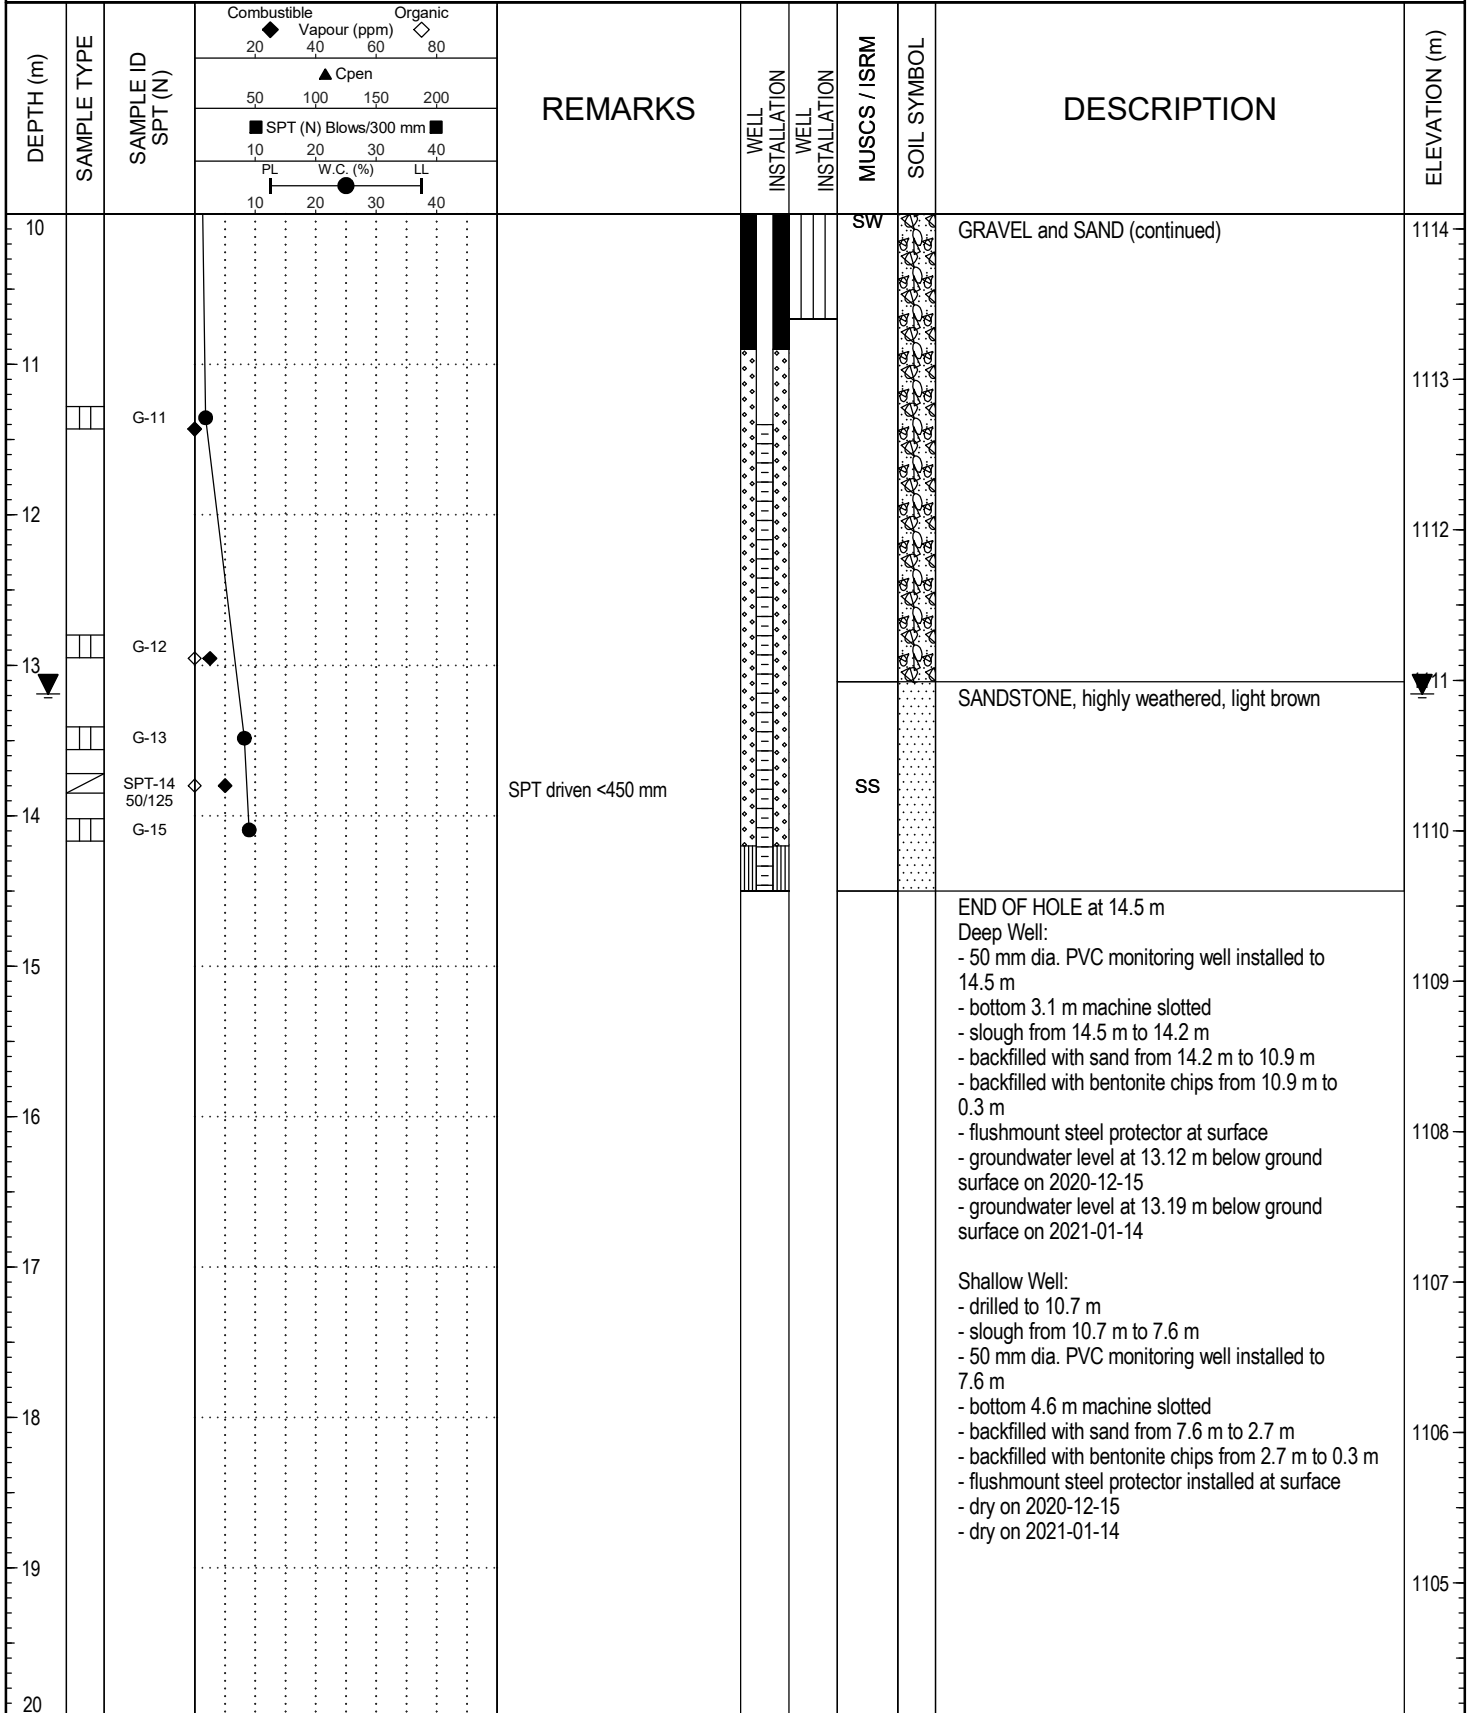 DEPTH (m)
SAMPLE TYPE
SAMPLE ID
SPT (N)
Combustible Organic
Vapour (ppm)
20 40 60 80
Cpen
50 100 150 200
SPT (N) Blows/300 mm
10 20 30 40
PL W.C. (%) LL
10 20 30 40
REMARKS
WELL
INSTALLATION
WELL
INSTALLATION
MUSCS / ISRM
SOIL SYMBOL
DESCRIPTION
ELEVATION (m)
10
SW
GRAVEL and SAND (continued)
1114
11
1113
G-11
12
1112
G-12
13
SANDSTONE, highly weathered, light brown
G-13
SPT-14
50/125
SPT driven <450 mm
SS
14
G-15
1110
END OF HOLE at 14.5 m
Deep Well:
- 50 mm dia. PVC monitoring well installed to
14.5 m
15
1109
- bottom 3.1 m machine slotted
- slough from 14.5 m to 14.2 m
- backfilled with sand from 14.2 m to 10.9 m
- backfilled with bentonite chips from 10.9 m to
0.3 m
16
1108
- flushmount steel protector at surface
- groundwater level at 13.12 m below ground
surface on 2020-12-15
- groundwater level at 13.19 m below ground
surface on 2021-01-14
17
1107
Shallow Well:
- drilled to 10.7 m
- slough from 10.7 m to 7.6 m
- 50 mm dia. PVC monitoring well installed to
7.6 m
- bottom 4.6 m machine slotted
18
1106
- backfilled with sand from 7.6 m to 2.7 m
- backfilled with bentonite chips from 2.7 m to 0.3 m
- flushmount steel protector installed at surface
- dry on 2020-12-15
- dry on 2021-01-14
19
1105
20